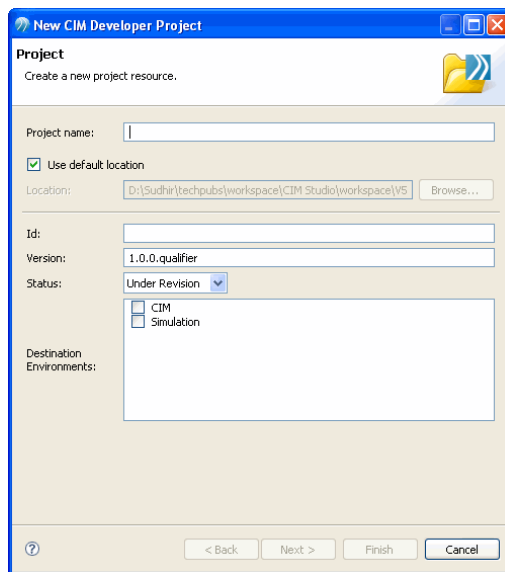 New CIM Developer Project
Project
Create a new project resource.
Project name:
Use default location
Location: D:\Sudhir\techpubs\workspace\CIM Studio\workspace\V5 Browse...
Id:
Version: 1.0.0.qualifier
Status: Under Revision
CIM
Simulation
Destination
Environments:
? < Back Next > Finish Cancel